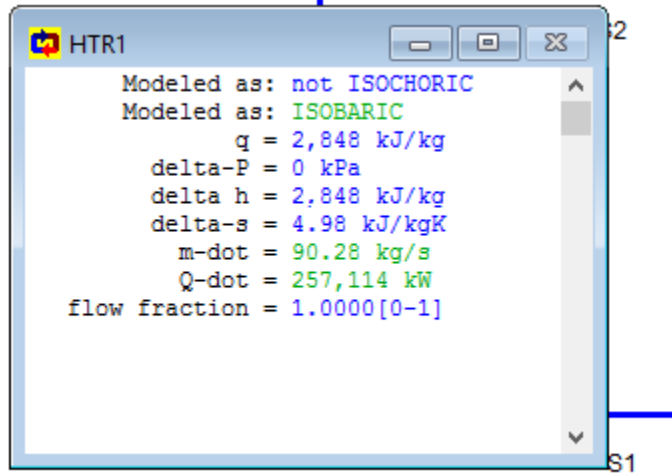 HTR1
S2
Modeled as: not ISOCHORIC
Modeled as: ISOBARIC
q = 2,848 kJ/kg
delta-P = 0 kPa
delta h = 2,848 kJ/kg
delta-s = 4.98 kJ/kgK
m-dot = 90.28 kg/s
Q-dot = 257,114 kW
flow fraction = 1.0000[0-1]
S1